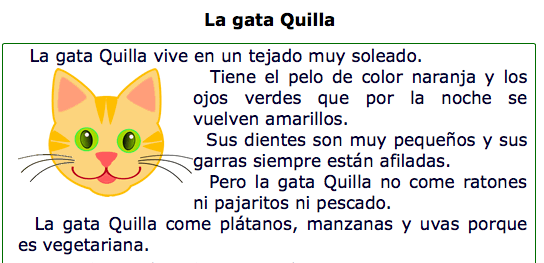 La gata Quilla
La gata Quilla vive en un tejado muy soleado.
Tiene el pelo de color naranja y los
ojos verdes que por la noche se
vuelven amarillos.
Sus dientes son muy pequeños y sus
garras siempre están afiladas.
Pero la gata Quilla no come ratones
ni pajaritos ni pescado.
La gata Quilla come plátanos, manzanas y uvas porque
es vegetariana.